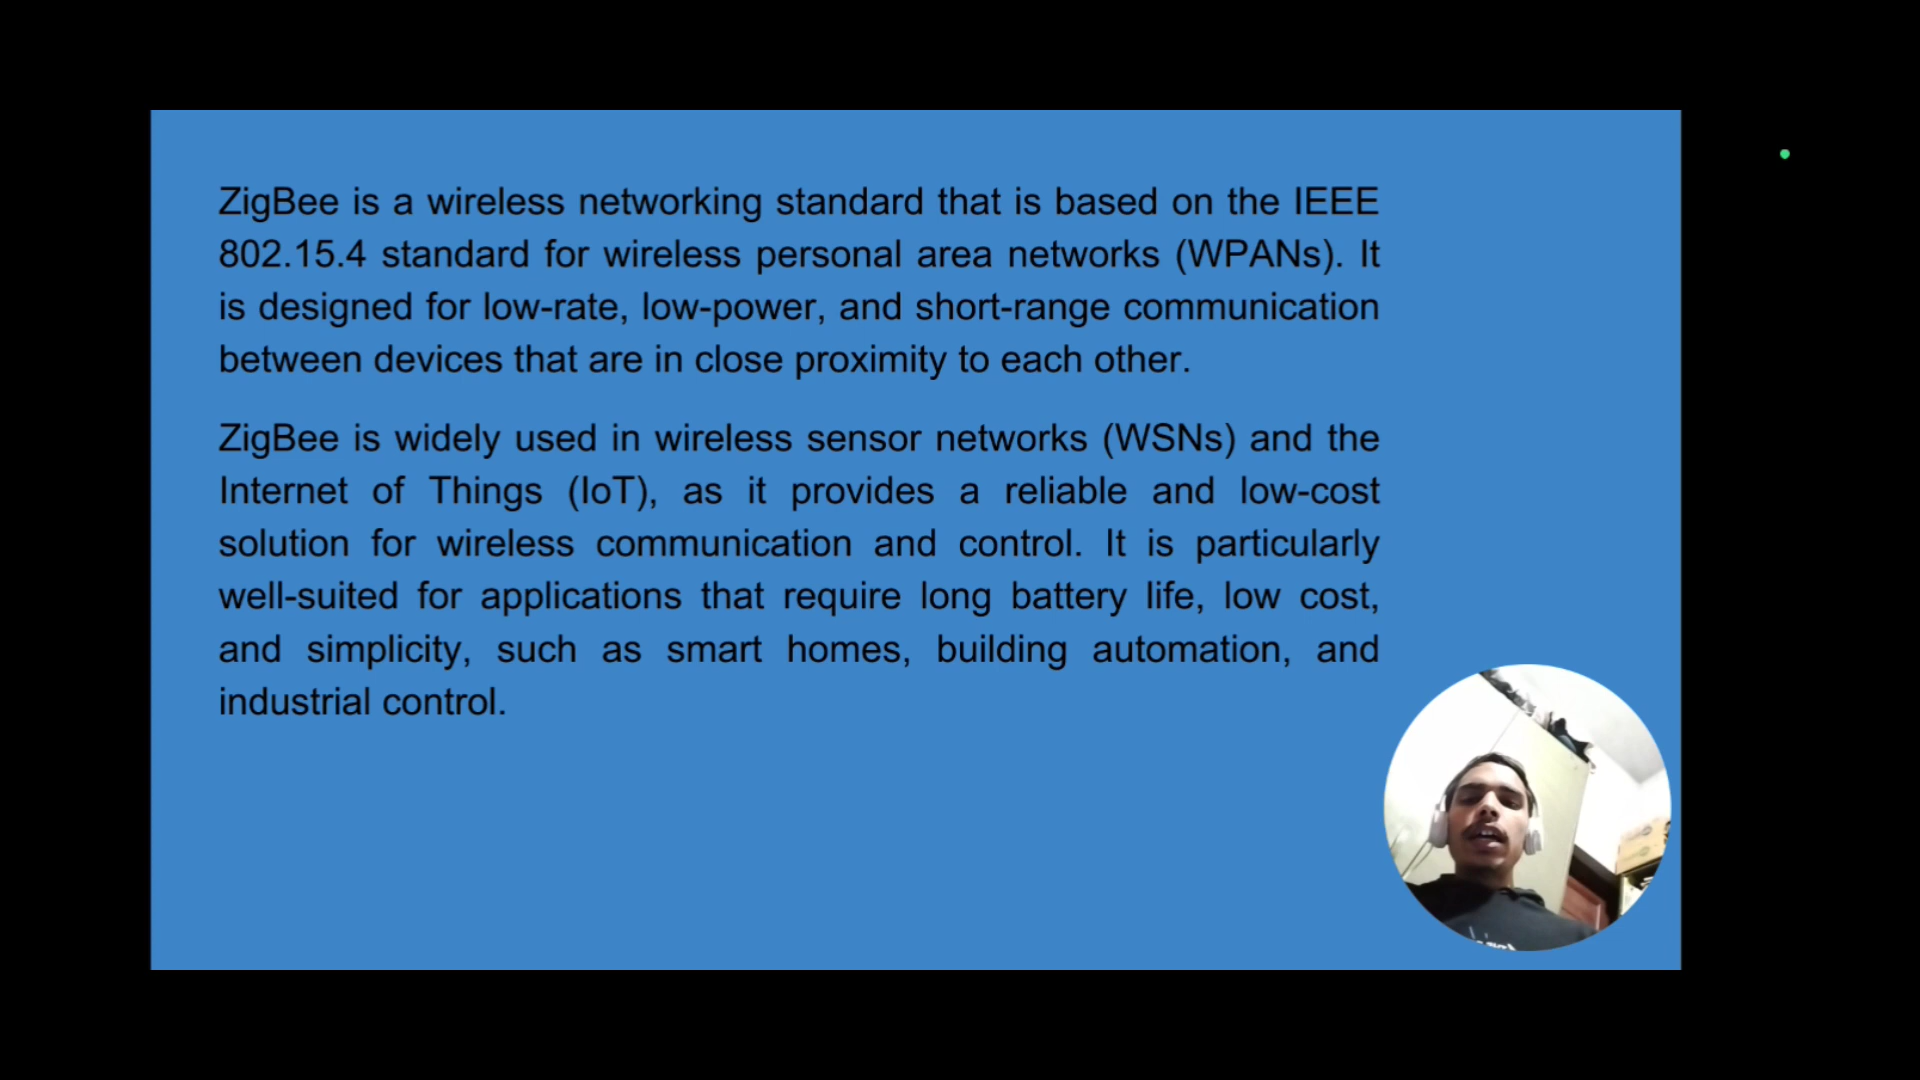 ZigBee is a wireless networking standard that is based on the IEEE
802.15.4 standard for wireless personal area networks (WPANs). It
is designed for low-rate, low-power, and short-range communication
between devices that are in close proximity to each other.
ZigBee is widely used in wireless sensor networks (WSNs) and the
Internet of Things (IoT), as it provides a reliable and low-cost
solution for wireless communication and control. It is particularly
well-suited for applications that require long battery life, low cost,
and simplicity, such as smart homes, building automation, and
industrial control.